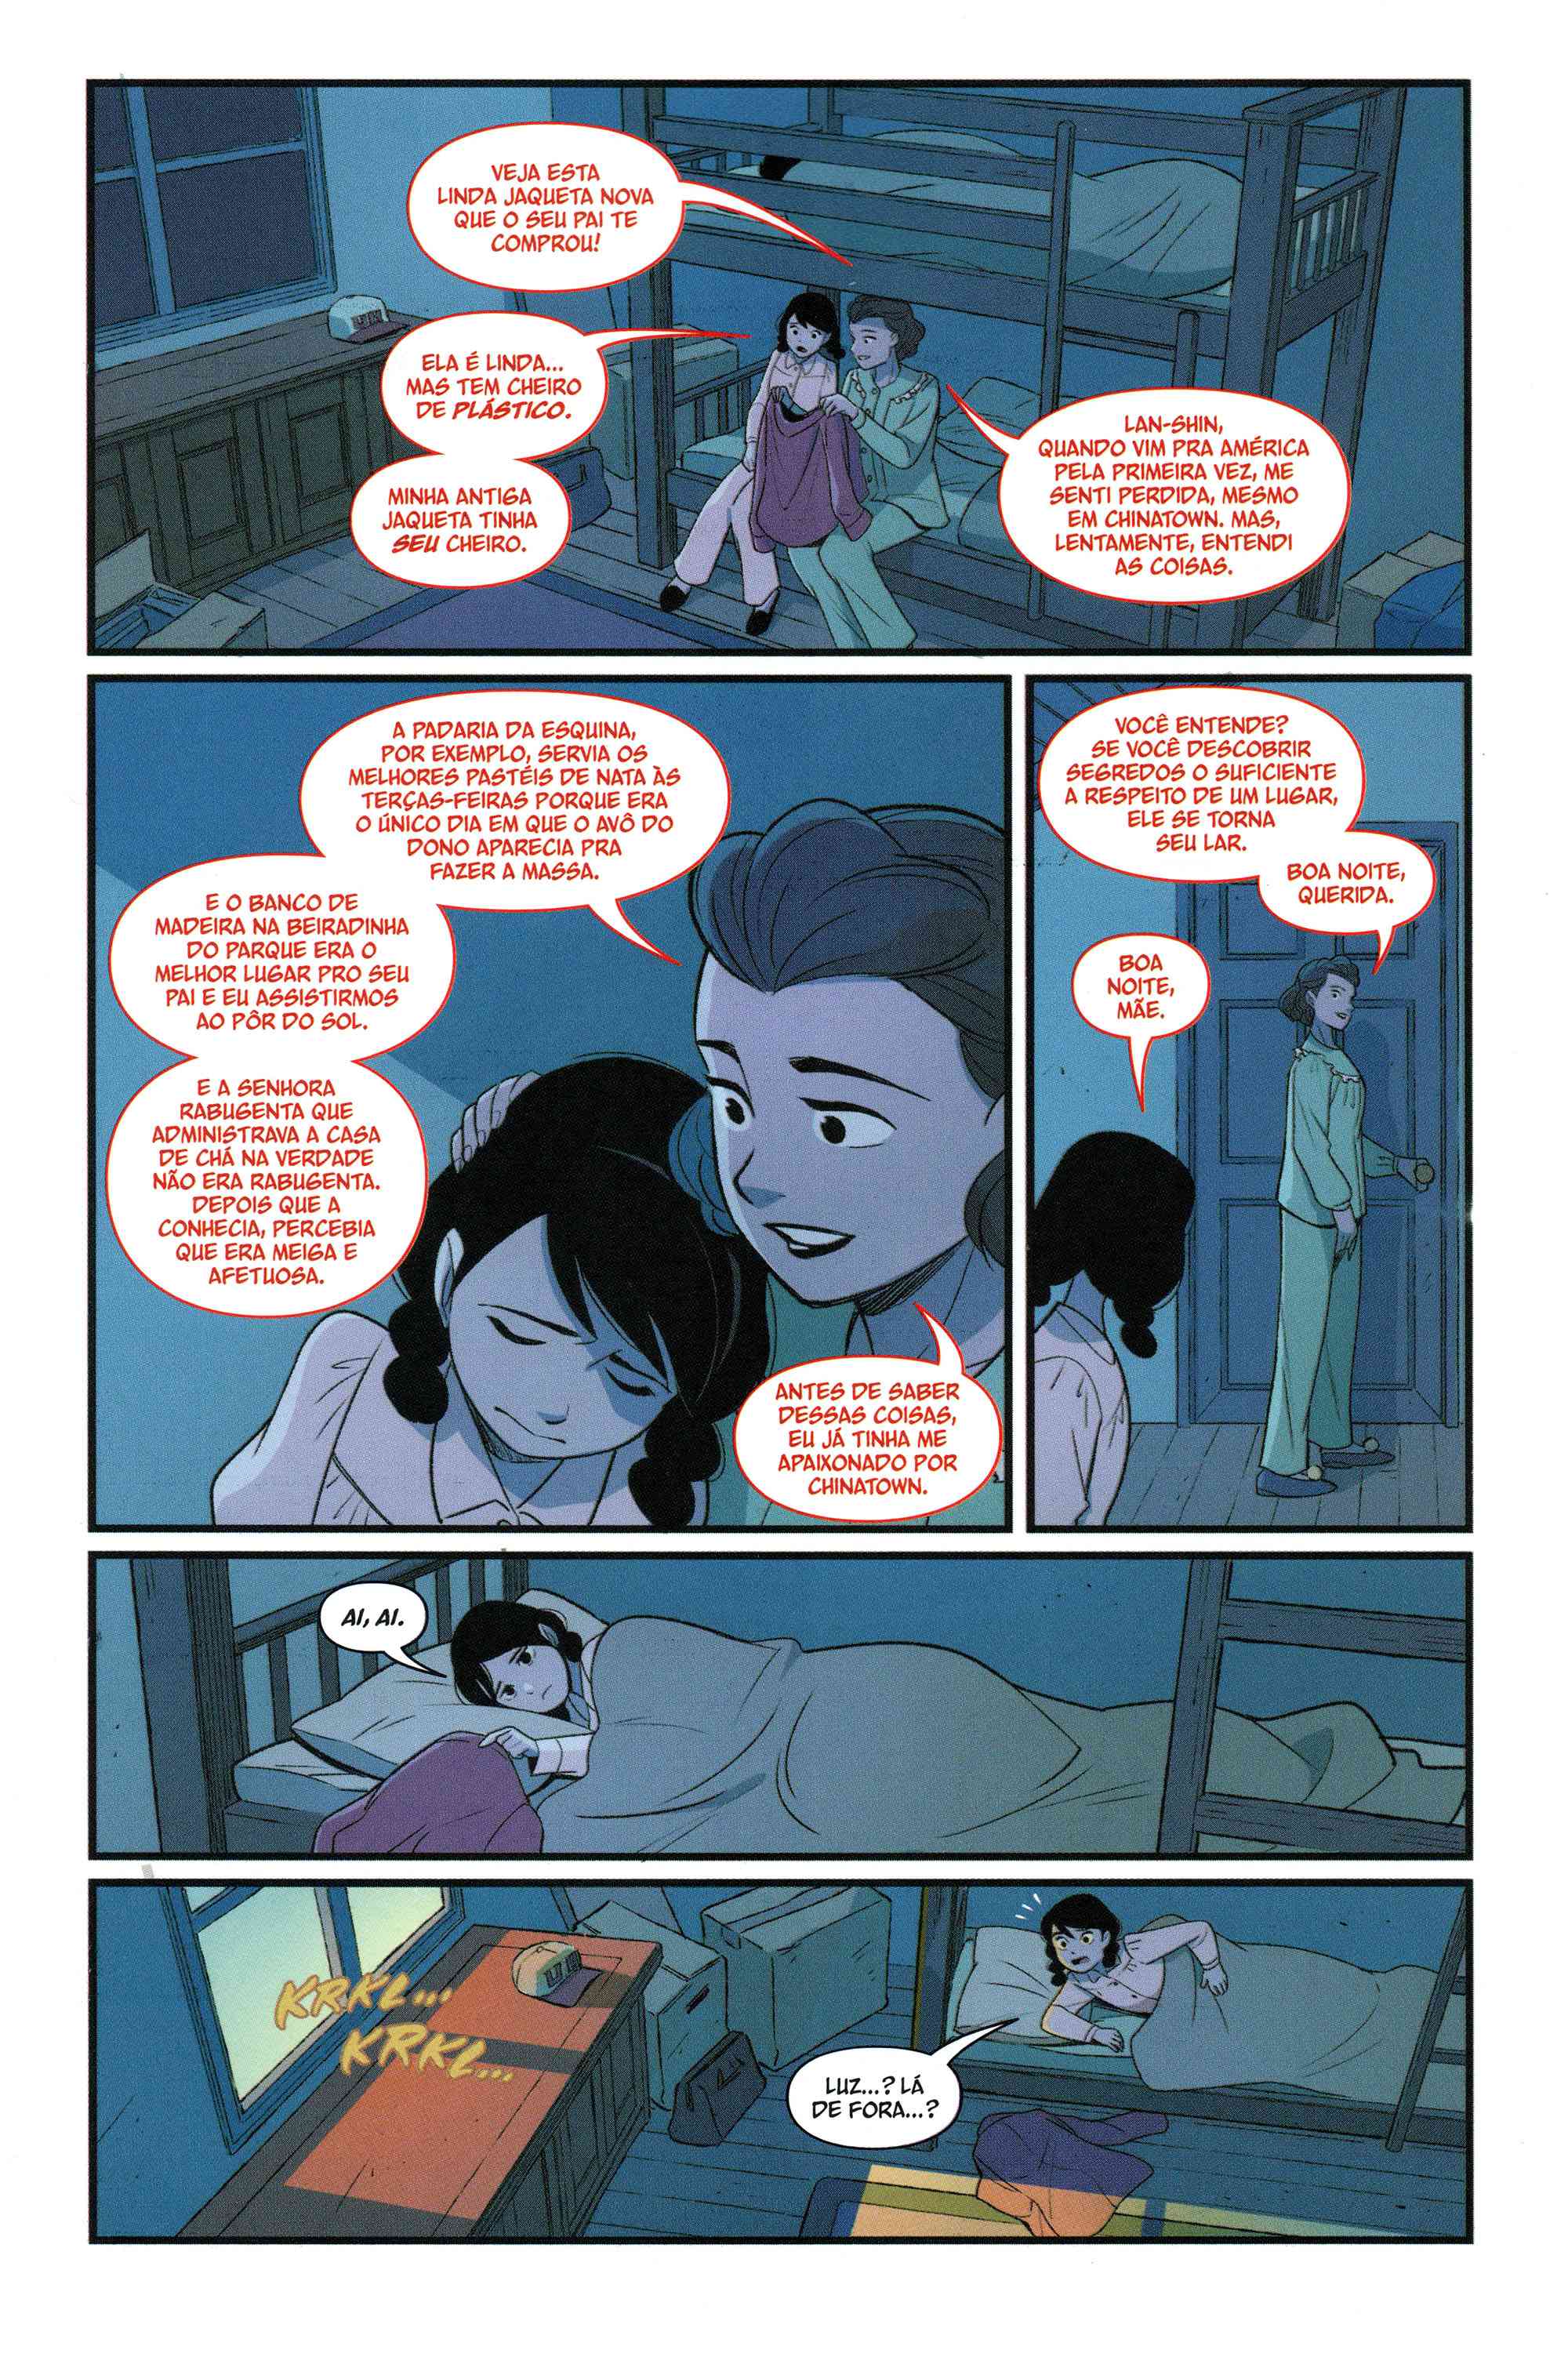 VEJA ESTA
LINDA JAQUETA NOVA
QUE O SEU PAI TE
COMPROU!
ELA É LINDA...
MAS TEM CHEIRO
DE PLÁSTICO.
MINHA ANTIGA
JAQUETA TINHA
SEU CHEIRO.
LAN-SHIN,
QUANDO VIM PRA AMÉRICA
PELA PRIMEIRA VEZ, ME
SENTI PERDIDA, MESMO
EM CHINATOWN. MAS,
LENTAMENTE, ENTENDI
AS COISAS.
A PADARIA DA ESQUINA,
POR EXEMPLO, SERVIA OS
MELHORES PASTÉIS DE NATA ÀS
TERÇAS-FEIRAS PORQUE ERA
O ÚNICO DIA EM QUE O AVÔ DO
DONO APARECIA PRA
FAZER A MASSA.
E O BANCO DE
MADEIRA NA BEIRADINHA
DO PARQUE ERA O
MELHOR LUGAR PRO SEU
PAI E EU ASSISTIRMOS
AO PÔR DO SOL.
E A SENHORA
RABUGENTA QUE
ADMINISTRAVA A CASA
DE CHÁ NA VERDADE
NÃO ERA RABUGENTA.
DEPOIS QUE A
CONHECIA, PERCEBIA
QUE ERA MEIGA E
AFETUOSA.
ANTES DE SABER
DESSAS COISAS,
EU JÁ TINHA ME
APAIXONADO POR
CHINATOWN.
VOCÊ ENTENDE?
SE VOCÊ DESCOBRIR
SEGREDOS O SUFICIENTE
A RESPEITO DE UM LUGAR,
ELE SE TORNA
SEU LAR.
BOA NOITE,
QUERIDA.
BOA
NOITE,
MÃE.
AI, AI.
KRKL...
KRKL...
LUZ...? LÁ
DE FORA...?